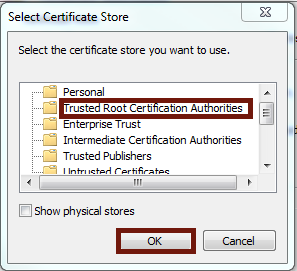 Select Certificate Store
Select the certificate store you want to use.
Personal
Trusted Root Certification Authorities
Enterprise Trust
Intermediate Certification Authorities
Trusted Publishers
Untrusted Certificates
Show physical stores
OK
Cancel